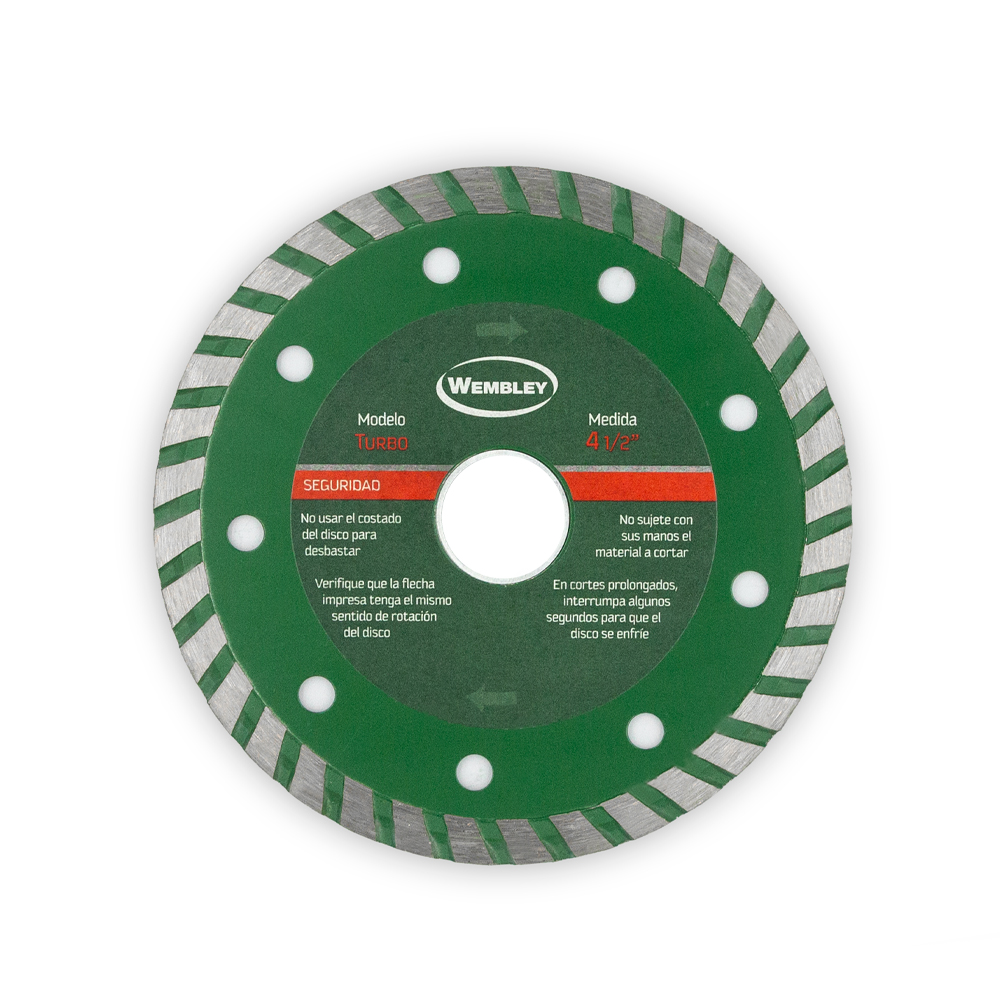 WEMBLEY
Modelo
TURBO
Medida
4 1/2"
SEGURIDAD
No usar el costado
del disco para
desbastar
Verifique que la flecha
impresa tenga el mismo
sentido de rotación
del disco
No sujete con
sus manos el
material a cortar
En cortes prolongados,
interrumpa algunos
segundos para que el
disco se enfríe